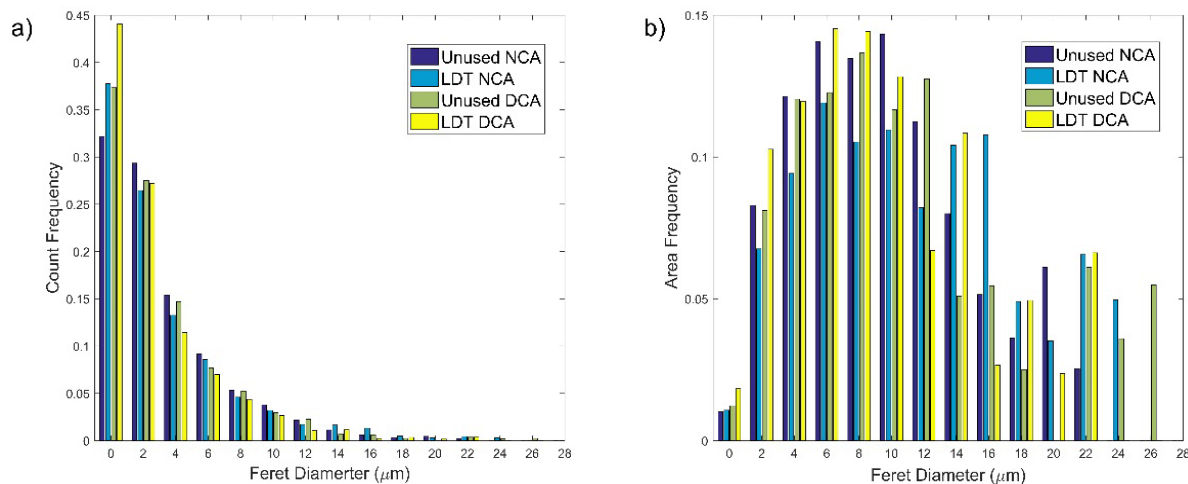 a)
0.45
0.4
0.35
0.3
0.25
0.2
0.15
0.1
0.05
0
Count Frequency
Unused NCA
LDT NCA
Unused DCA
LDT DCA
0 2 4 6 8 10 12 14 16 18 20 22 24 26 28
Feret Diamerter (μm)
b)
0.15
0.1
0.05
0
Area Frequency
Unused NCA
LDT NCA
Unused DCA
LDT DCA
0 2 4 6 8 10 12 14 16 18 20 22 24 26 28
Feret Diameter (μm)